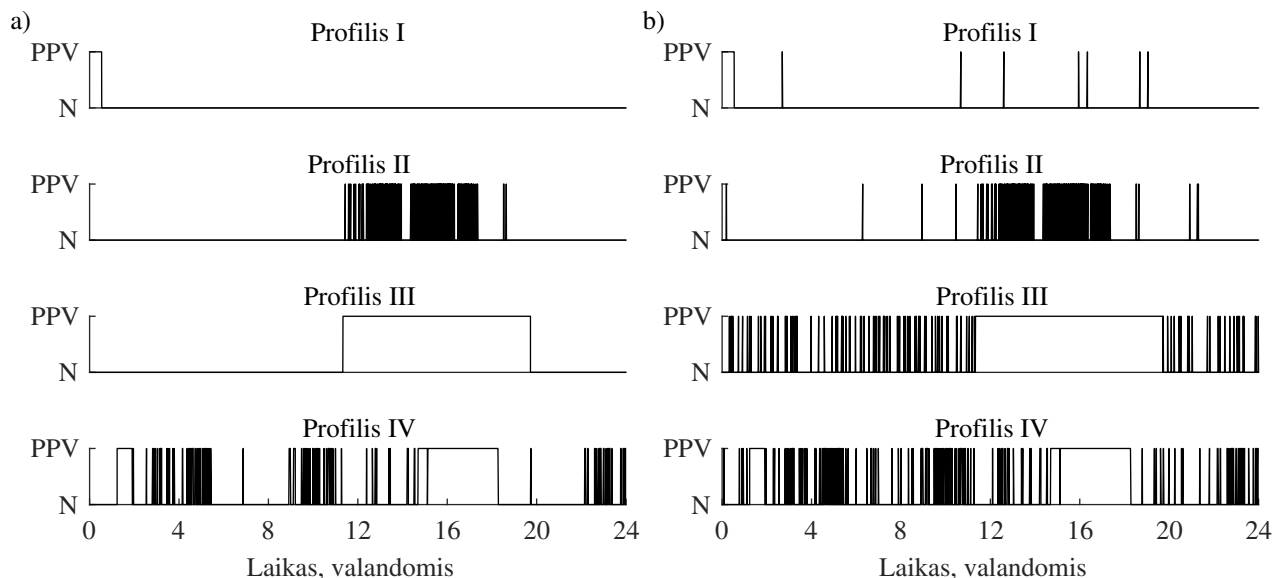 a)
Profilis I
PPV
N
Profilis II
PPV
N
Profilis III
PPV
N
Profilis IV
PPV
N
0 4 8 12 16 20 24
Laikas, valandomis
b)
Profilis I
PPV
N
Profilis II
PPV
N
Profilis III
PPV
N
Profilis IV
PPV
N
0 4 8 12 16 20 24
Laikas, valandomis